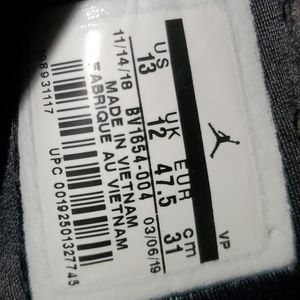 VP
US UK EUR cm
13 12 47.5 31
11/14/18 BV1654-004 03/06/19
MADE IN VIETNAM
FABRIQUE AU VIETNAM
108931117
UPC 00192501327745